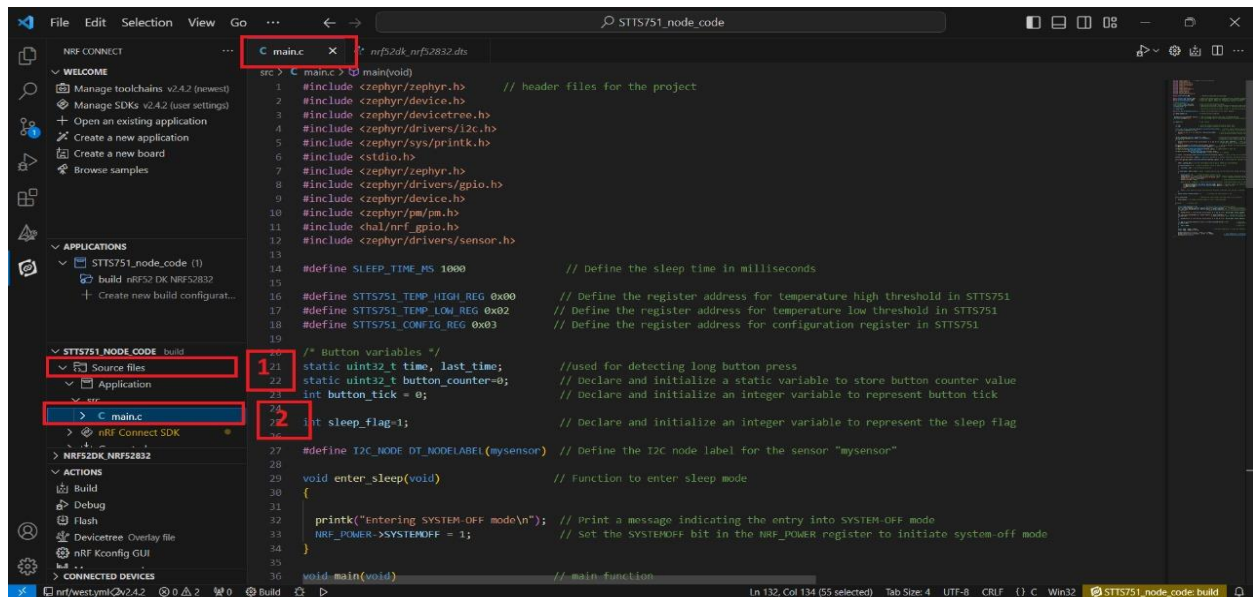 File Edit Selection View Go ... STTS751_node_code
NRF CONNECT ...
WELCOME
Manage toolchains v2.4.2 (newest)
Manage SDKs v2.4.2 (user settings)
Open an existing application
Create a new application
Create a new board
Browse samples
APPLICATIONS
STTS751_node_code (1)
build nRF52 DK NRF52832
Create new build configurat...
STTS751_NODE_CODE build
Source files
1
Application
src
C main.c
2
nRF Connect SDK
NRF52DK_NRF52832
ACTIONS
Build
Debug
Flash
Devicetree Overlay file
nRF Kconfig GUI
CONNECTED DEVICES
C main.c nrf52dk_nrf52832.dts
src > C main.c > main(void)
1 #include <zephyr/zephyr.h> // header files for the project
2 #include <zephyr/device.h>
3 #include <zephyr/devicetree.h>
4 #include <zephyr/drivers/i2c.h>
5 #include <zephyr/sys/printk.h>
6 #include <stdio.h>
7 #include <zephyr/zephyr.h>
8 #include <zephyr/drivers/gpio.h>
9 #include <zephyr/device.h>
10 #include <zephyr/pm/pm.h>
11 #include <hal/nrf_gpio.h>
12 #include <zephyr/drivers/sensor.h>
13
14 #define SLEEP_TIME_MS 1000 // Define the sleep time in milliseconds
15
16 #define STTS751_TEMP_HIGH_REG 0x00 // Define the register address for temperature high threshold in STTS751
17 #define STTS751_TEMP_LOW_REG 0x02 // Define the register address for temperature low threshold in STTS751
18 #define STTS751_CONFIG_REG 0x03 // Define the register address for configuration register in STTS751
19
20 /* Button variables */
21 static uint32_t time, last_time; //used for detecting long button press
22 static uint32_t button_counter=0; // Declare and initialize a static variable to store button counter value
23 int button_tick = 0; // Declare and initialize an integer variable to represent button tick
24
25 int sleep_flag=1; // Declare and initialize an integer variable to represent the sleep flag
26
27 #define I2C_NODE DT_NODELABEL(mysensor) // Define the I2C node label for the sensor "mysensor"
28
29 void enter_sleep(void) // Function to enter sleep mode
30 {
31
32 printk("Entering SYSTEM-OFF mode\n"); // Print a message indicating the entry into SYSTEM-OFF mode
33 NRF_POWER->SYSTEMOFF = 1; // Set the SYSTEMOFF bit in the NRF_POWER register to initiate system-off mode
34 }
35
36 void main(void) // main function
nrf/west.yml v2.4.2 0 2 0 Build Ln 132, Col 134 (55 selected) Tab Size: 4 UTF-8 CRLF {} C Win32 STTS751_node_code: build